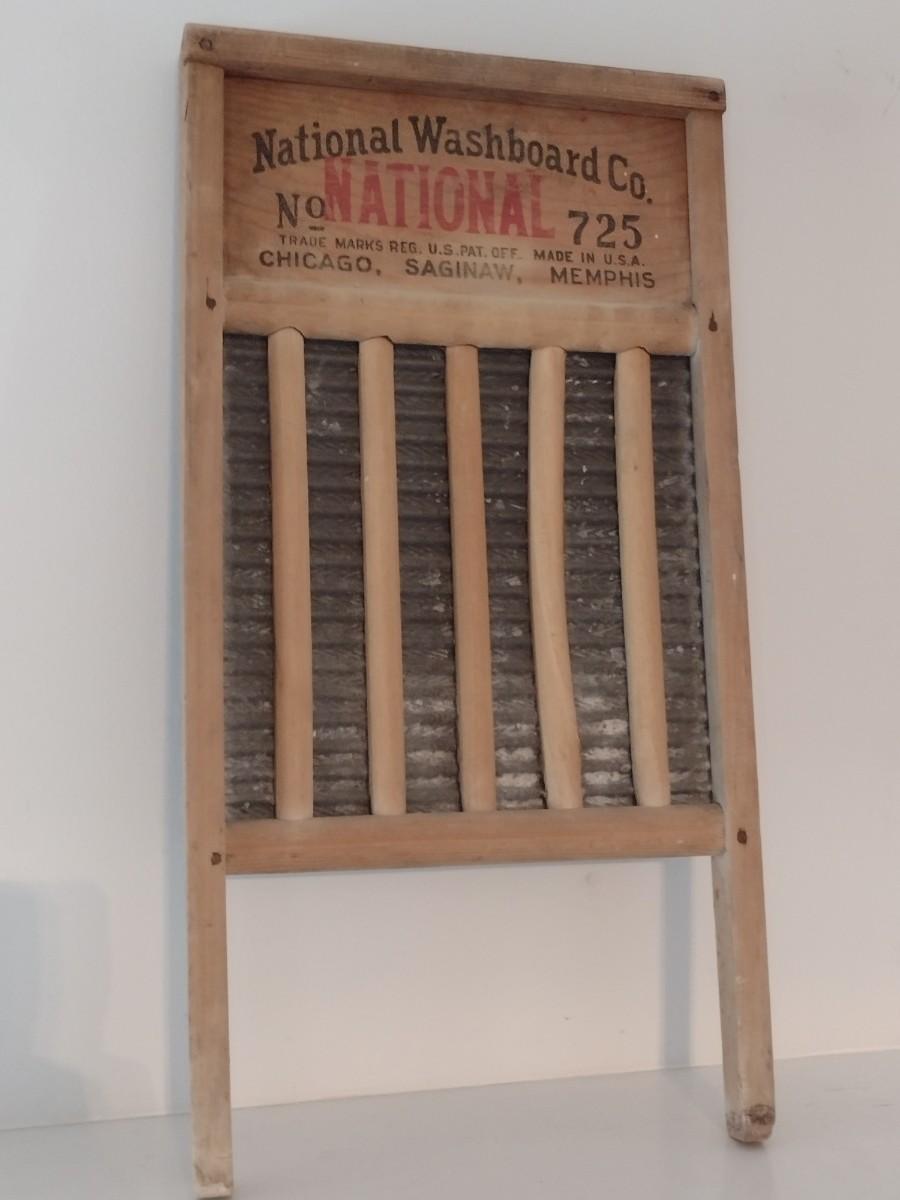 National Washboard Co.
No NATIONAL 725
TRADE MARKS REG. U.S. PAT. OFF. MADE IN U.S.A.
CHICAGO, SAGINAW, MEMPHIS